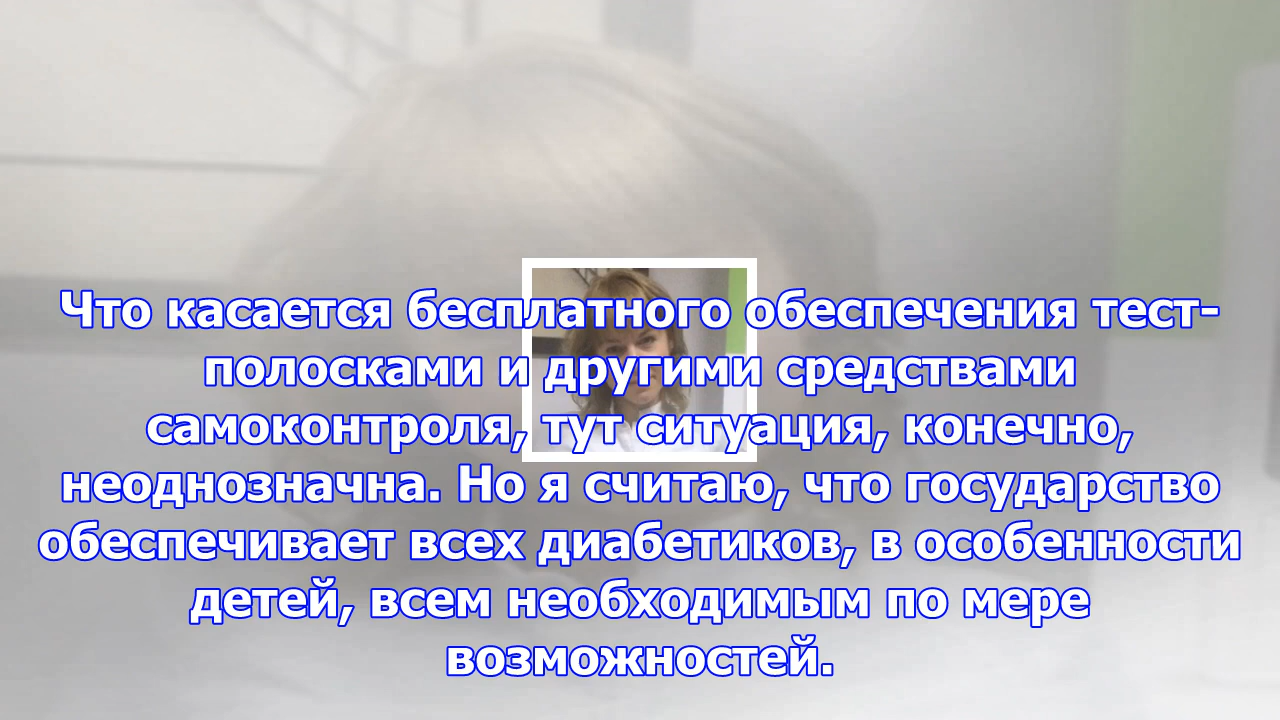 Что касается бесплатного обеспечения тест-
полосками и другими средствами
самоконтроля, тут ситуация, конечно,
неоднозначна. Но я считаю, что государство
обеспечивает всех диабетиков, в особенности
детей, всем необходимым по мере
возможностей.